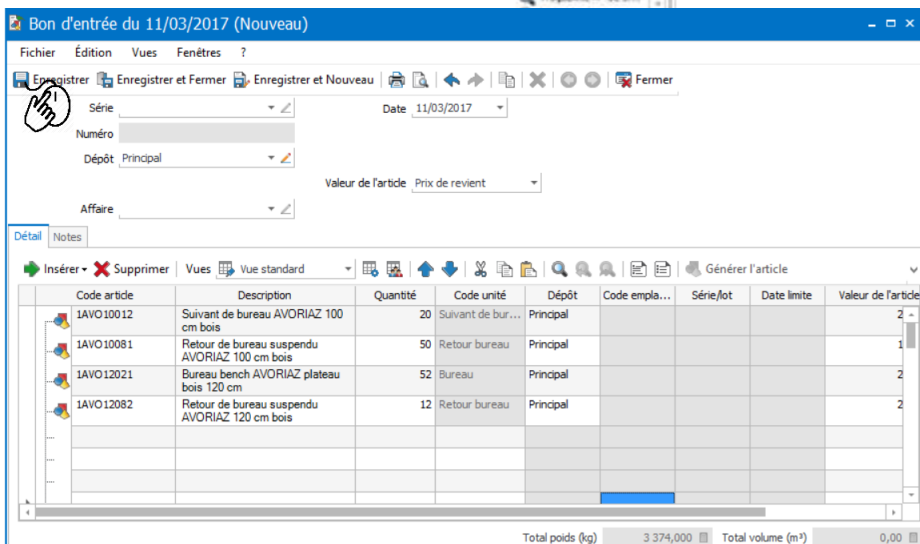 Bon d'entrée du 11/03/2017 (Nouveau)
Fichier Édition Vues Fenêtres ?
Enregistrer Enregistrer et Fermer Enregistrer et Nouveau Fermer
Série Date 11/03/2017
Numéro
Dépôt Principal
Valeur de l'article Prix de revient
Affaire
Détail Notes
Insérer Supprimer Vues Vue standard Générer l'article
Code article Description Quantité Code unité Dépôt Code empla... Série/lot Date limite Valeur de l'article
1AVO10012 Suivant de bureau AVORIAZ 100 20 Suivant de bur... Principal 2
cm bois
1AVO10081 Retour de bureau suspendu 50 Retour bureau Principal 1
AVORIAZ 100 cm bois
1AVO12021 Bureau bench AVORIAZ plateau 52 Bureau Principal 2
bois 120 cm
1AVO12082 Retour de bureau suspendu 12 Retour bureau Principal 2
AVORIAZ 120 cm bois
Total poids (kg) 3 374,000 Total volume (m³) 0,00